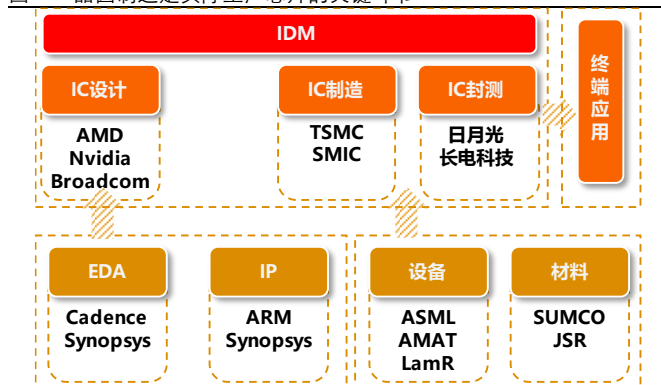 IDM
IC设计
IC制造
IC封测
终端应用
AMD
Nvidia
Broadcom
TSMC
SMIC
日月光
长电科技
EDA
IP
设备
材料
Cadence
Synopsys
ARM
Synopsys
ASML
AMAT
LamR
SUMCO
JSR